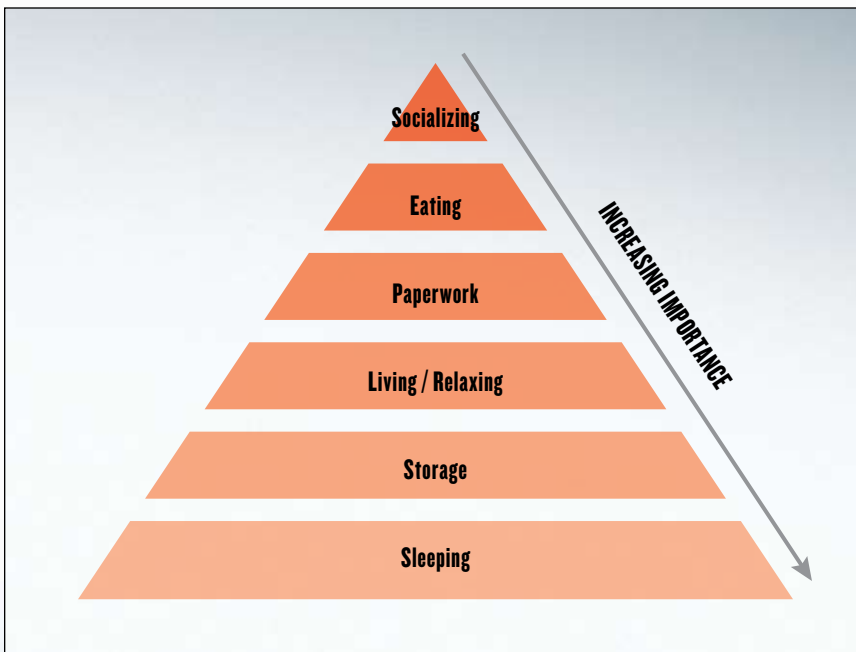 Socializing
Eating
Paperwork
Living / Relaxing
Storage
Sleeping
INCREASING IMPORTANCE